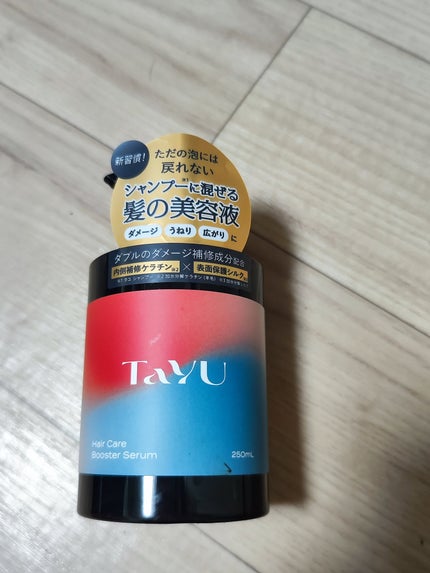 新習慣!
ただの泡には
戻れない
シャンプーに混ぜる
髪の美容液
ダメージ うねり 広がり に
ダブルのダメージ補修成分配合
内側補修ケラチン※2 × 表面保護シルク
TaYU
Hair Care
Booster Serum
250mL